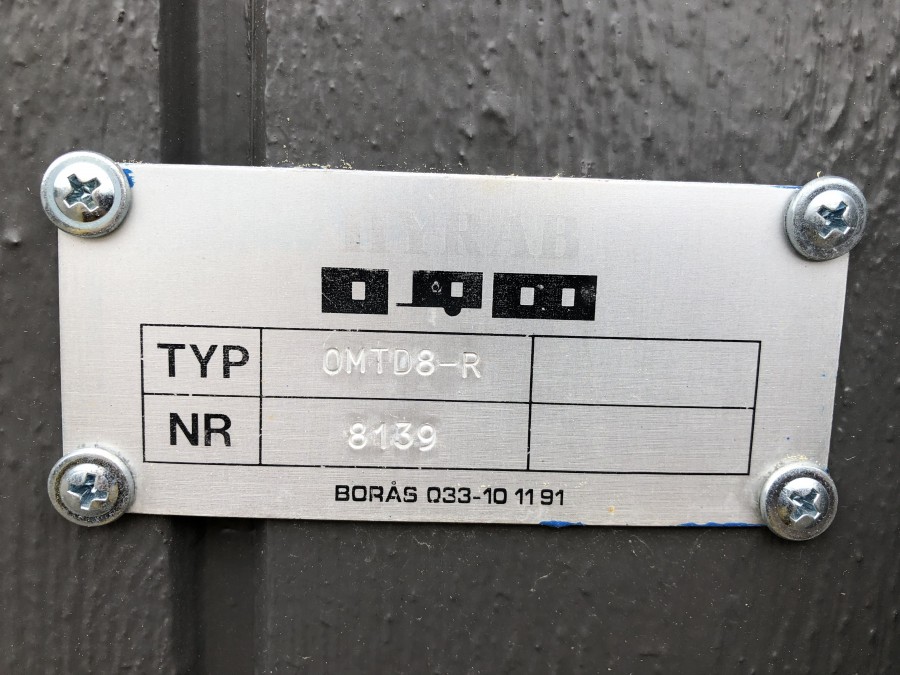 TYP OMTD8-R
NR 8139
BORÅS 033-10 11 91